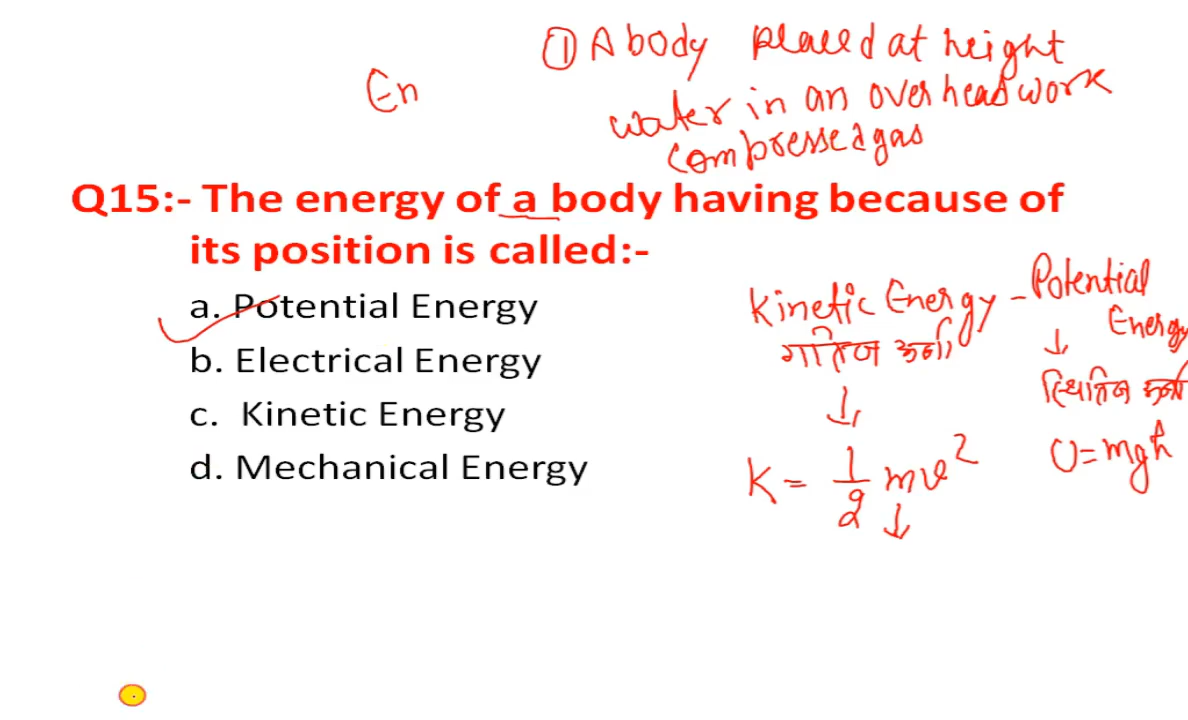 ① A body placed at height
En
water in an over head work
compressed gas
Q15:- The energy of a body having because of
its position is called:-
a. Potential Energy
b. Electrical Energy
c. Kinetic Energy
d. Mechanical Energy
Kinetic Energy - Potential
Energy
गतिज ऊर्जा
↓
स्थितिज ऊर्जा
↓
K = 1/2 mv²
↓
U = mgh